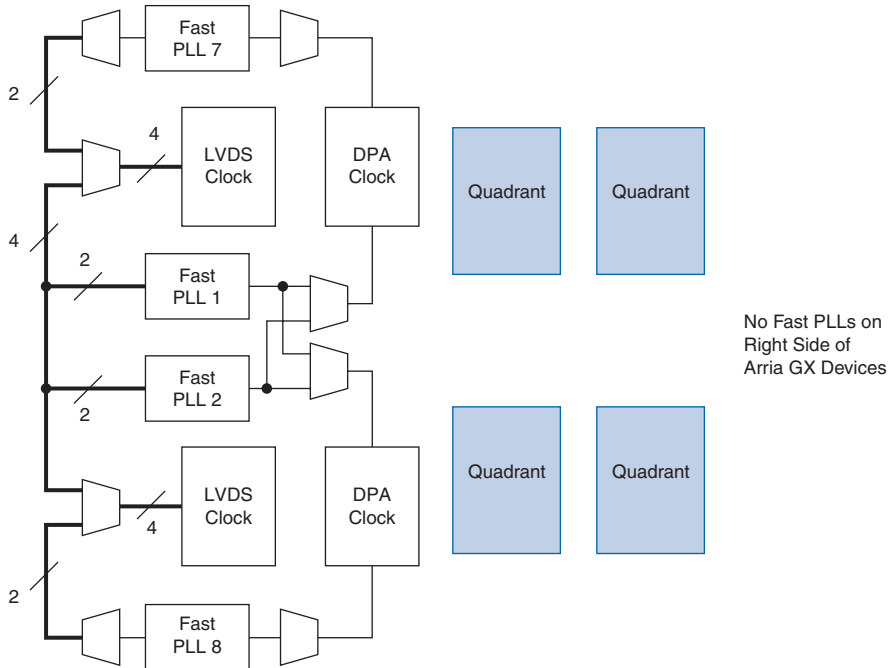 Fast
PLL 7
2
4
LVDS
Clock
DPA
Clock
Quadrant
Quadrant
4
2
Fast
PLL 1
No Fast PLLs on
Right Side of
Arria GX Devices
Fast
PLL 2
2
LVDS
Clock
4
DPA
Clock
Quadrant
Quadrant
2
Fast
PLL 8